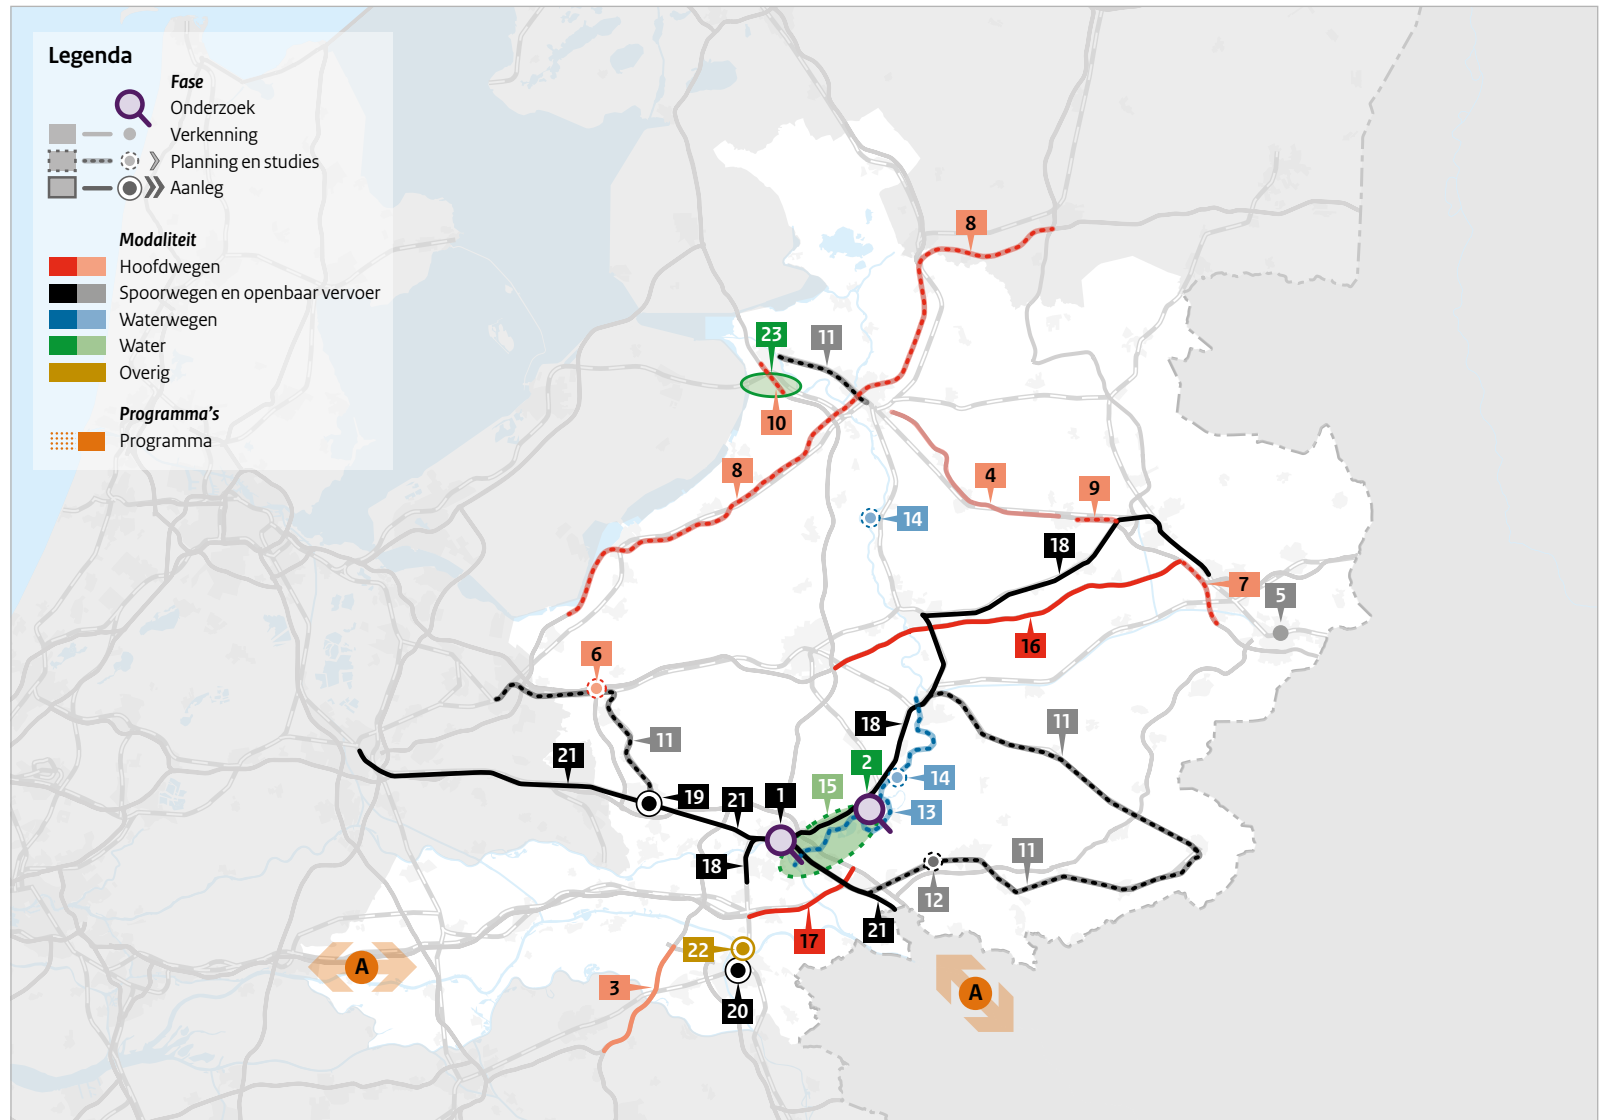 Legenda
Fase
Onderzoek
Verkenning
Planning en studies
Aanleg
Modaliteit
Hoofdwegen
Spoorwegen en openbaar vervoer
Waterwegen
Water
Overig
Programma's
Programma
8
23
11
10
8
4
9
14
18
7
5
16
6
11
18
11
21
2
14
15
19
21
1
13
18
11
12
21
17
22
A
3
20
A